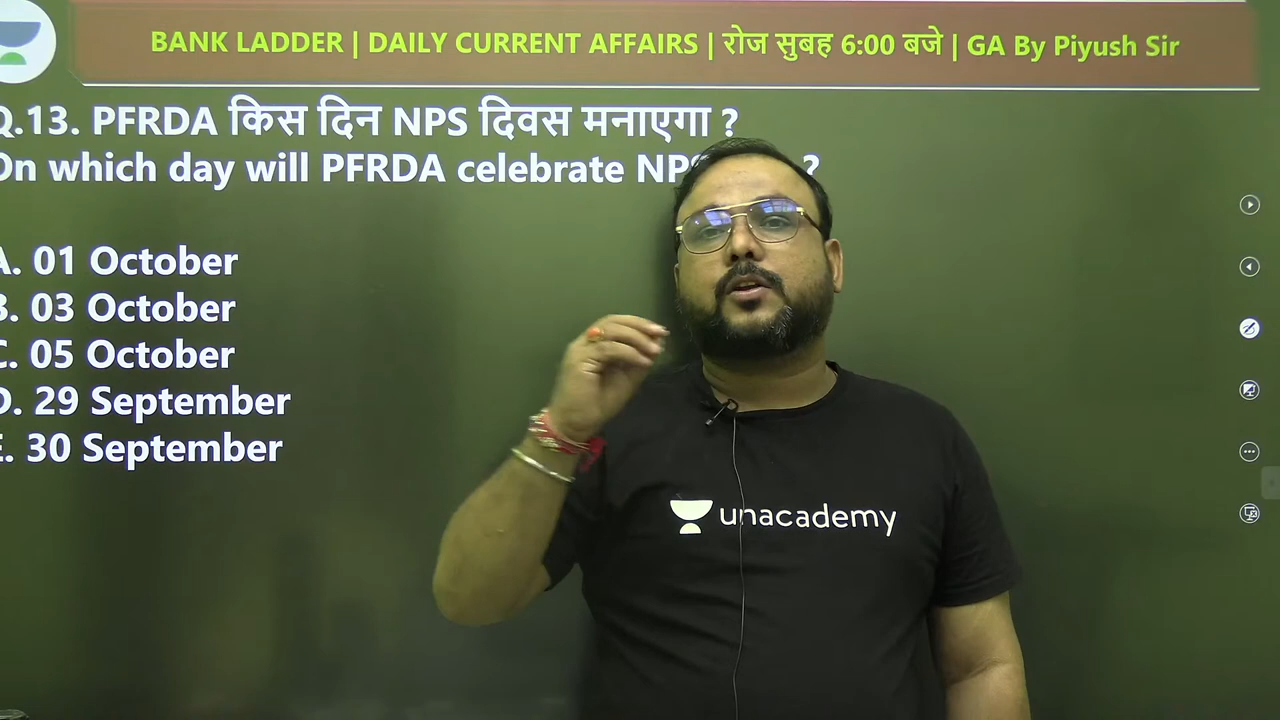 BANK LADDER | DAILY CURRENT AFFAIRS | रोज सुबह 6:00 बजे | GA By Piyush Sir
Q.13. PFRDA किस दिन NPS दिवस मनाएगा ?
On which day will PFRDA celebrate NPS ?
A. 01 October
B. 03 October
C. 05 October
D. 29 September
E. 30 September
unacademy